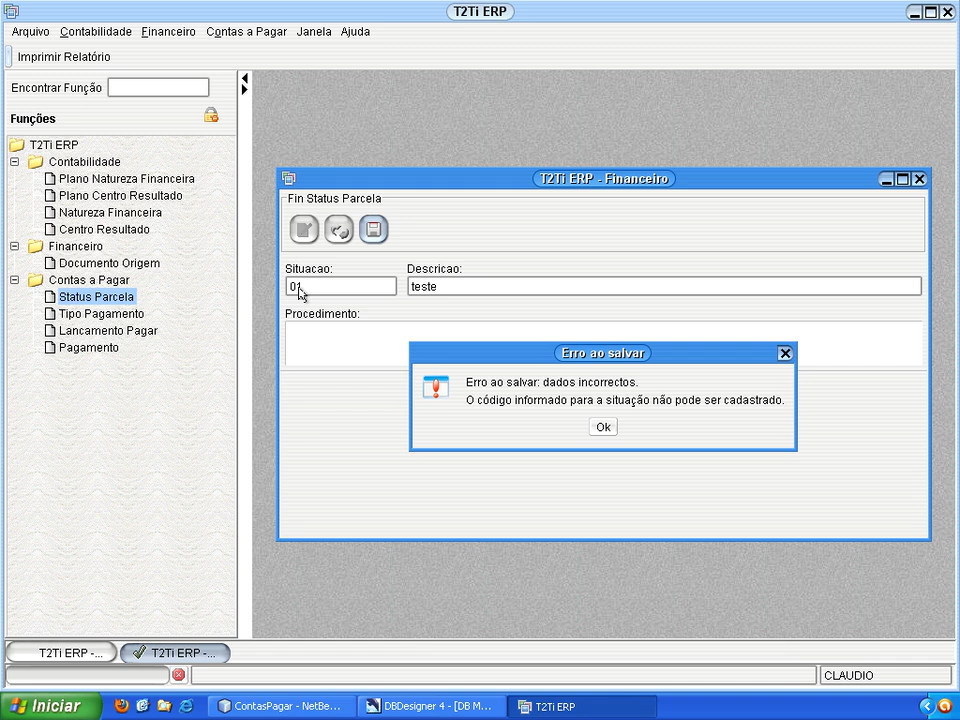 T2Ti ERP
Arquivo Contabilidade Financeiro Contas a Pagar Janela Ajuda
Imprimir Relatório
Encontrar Função
Funções
T2Ti ERP
Contabilidade
Plano Natureza Financeira
Plano Centro Resultado
Natureza Financeira
Centro Resultado
Financeiro
Documento Origem
Contas a Pagar
Status Parcela
Tipo Pagamento
Lancamento Pagar
Pagamento
T2Ti ERP - Financeiro
Fin Status Parcela
Situacao: Descricao:
01 teste
Procedimento:
Erro ao salvar
Erro ao salvar: dados incorrectos.
O código informado para a situação não pode ser cadastrado.
Ok
T2Ti ERP -... T2Ti ERP -...
CLAUDIO
Iniciar ContasPagar - NetBe... DBDesigner 4 - [DB M... T2Ti ERP